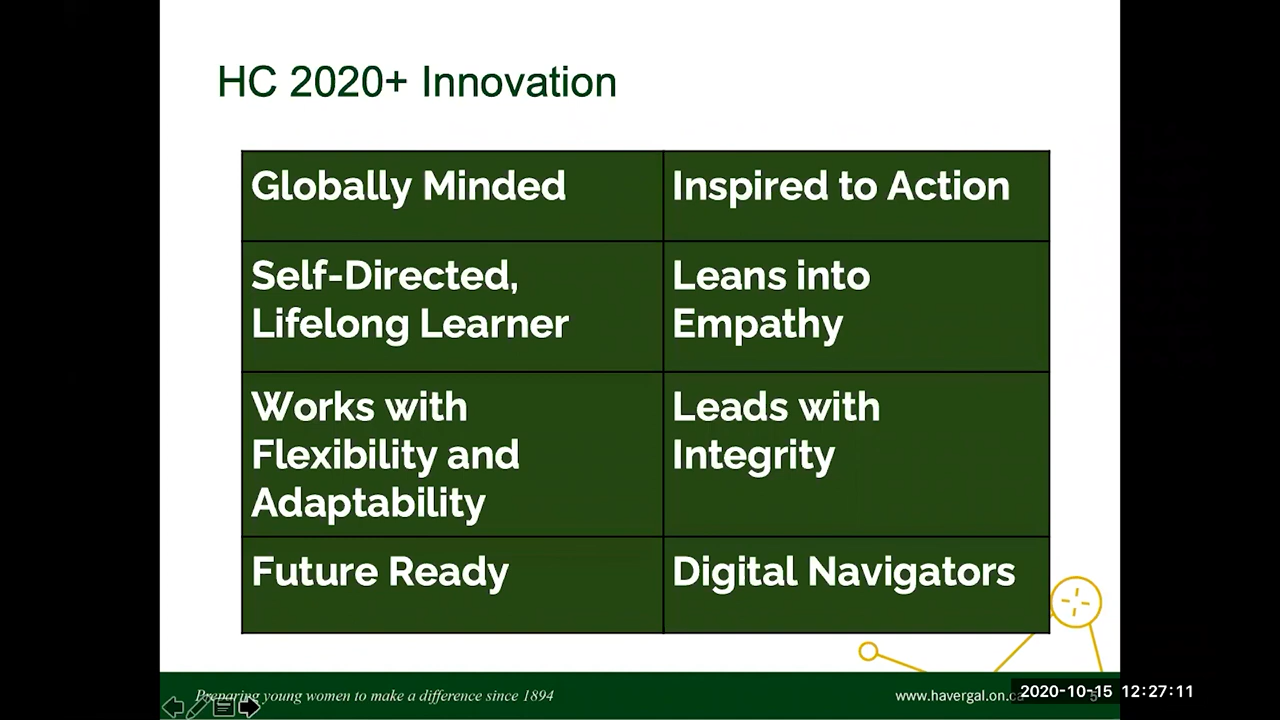 HC 2020+ Innovation
Globally Minded
Inspired to Action
Self-Directed,
Lifelong Learner
Leans into
Empathy
Works with
Flexibility and
Adaptability
Leads with
Integrity
Future Ready
Digital Navigators
Preparing young women to make a difference since 1894
www.havergal.on.ca
2020-10-15 12:27:11